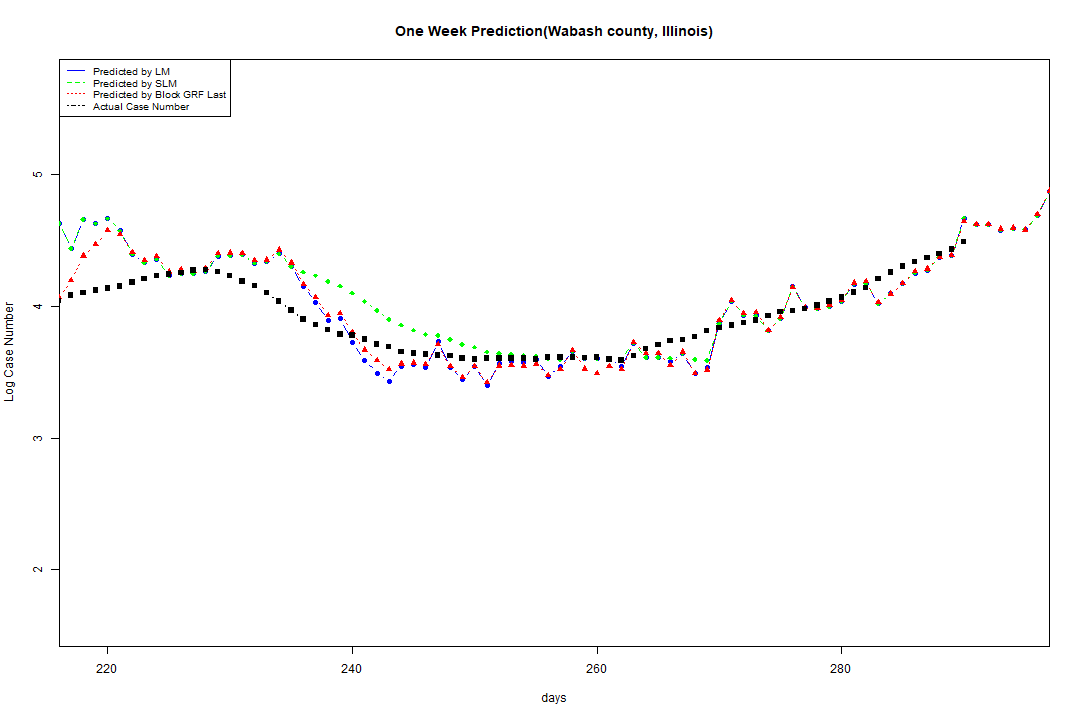 One Week Prediction(Wabash county, Illinois)
Predicted by LM
Predicted by SLM
Predicted by Block GRF Last
Actual Case Number
5
4
3
2
Log Case Number
220 240 260 280
days